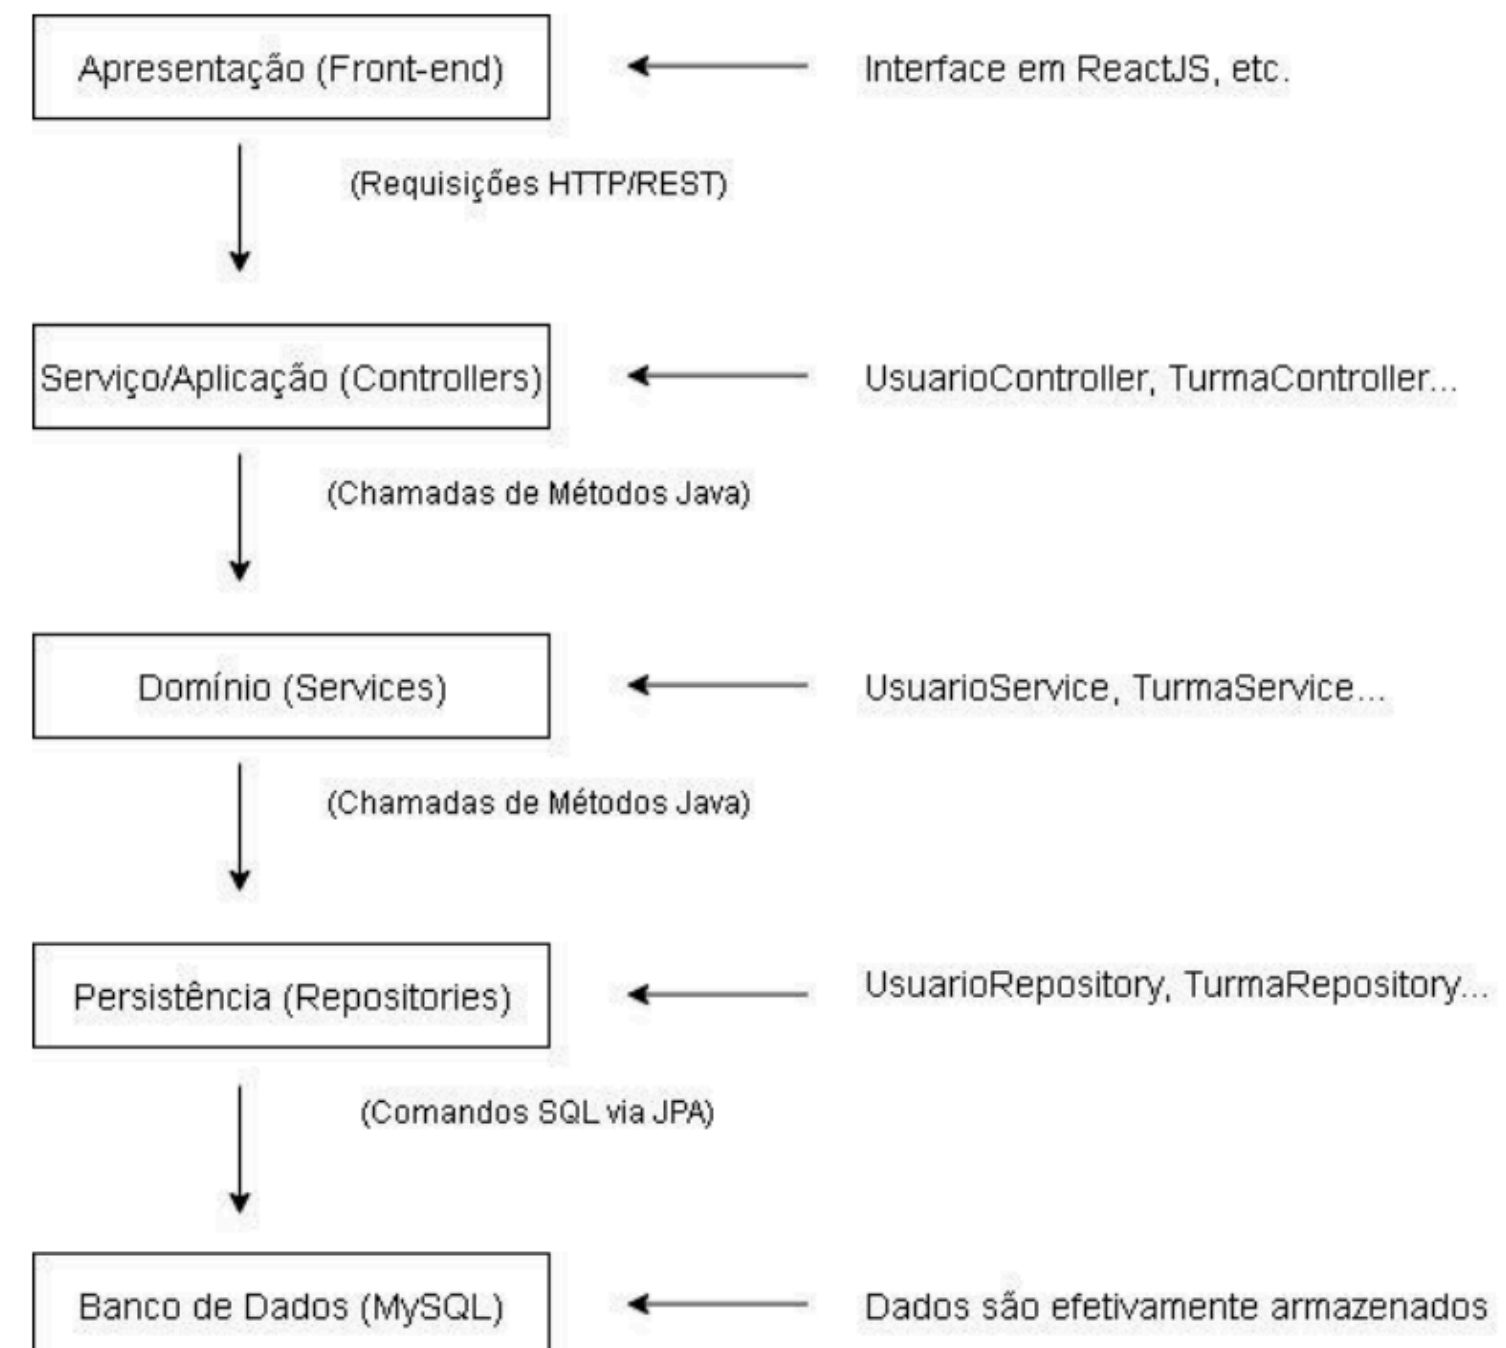 Apresentação (Front-end)
Interface em ReactJS, etc.
(Requisições HTTP/REST)
Serviço/Aplicação (Controllers)
UsuarioController, TurmaController...
(Chamadas de Métodos Java)
Domínio (Services)
UsuarioService, TurmaService...
(Chamadas de Métodos Java)
Persistência (Repositories)
UsuarioRepository, TurmaRepository...
(Comandos SQL via JPA)
Banco de Dados (MySQL)
Dados são efetivamente armazenados